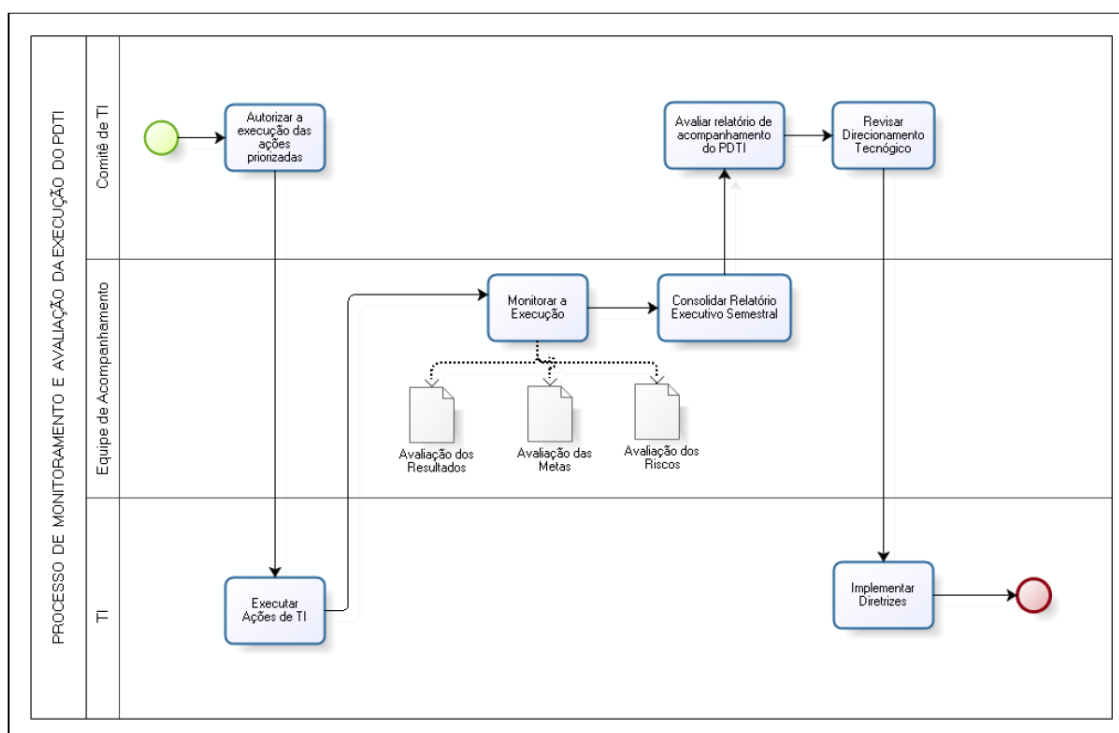 PROCESSO DE MONITORAMENTO E AVALIAÇÃO DA EXECUÇÃO DO PDTI
Comitê de TI
Autorizar a
execução das
ações
priorizadas
Avaliar relatório de
acompanhamento
do PDTI
Revisar
Direcionamento
Tecnógico
Equipe de Acompanhamento
Monitorar a
Execução
Consolidar Relatório
Executivo Semestral
Avaliação dos
Resultados
Avaliação das
Metas
Avaliação dos
Riscos
TI
Executar
Ações de TI
Implementar
Diretrizes